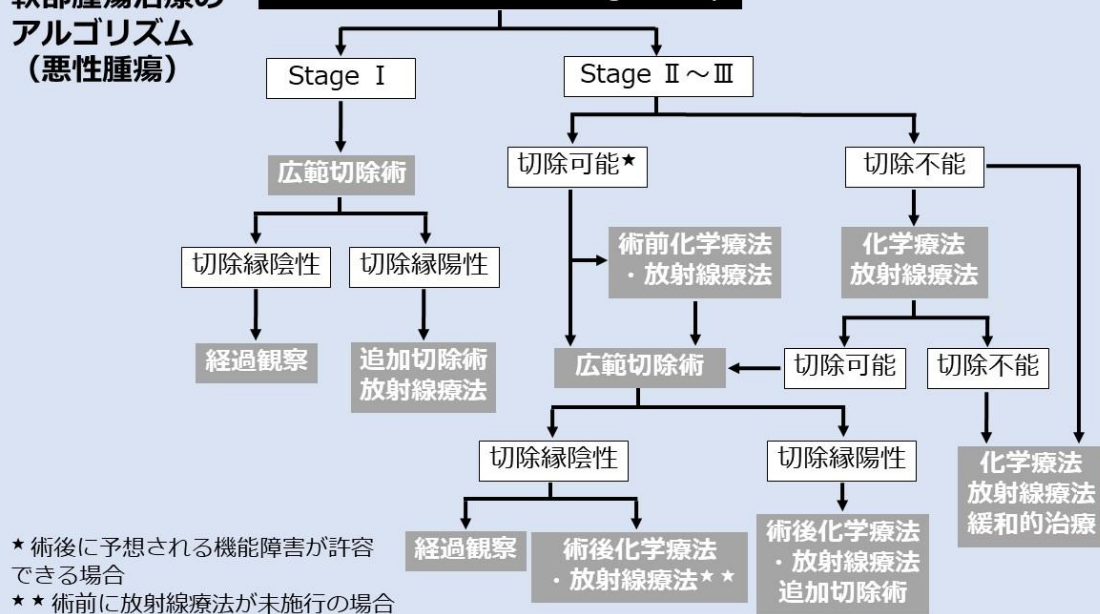 軟部腫瘍治療の
アルゴリズム
（悪性腫瘍）
Stage Ⅰ
Stage Ⅱ～Ⅲ
広範切除術
切除可能★
切除不能
切除縁陰性
切除縁陽性
術前化学療法
・放射線療法
化学療法
放射線療法
経過観察
追加切除術
放射線療法
広範切除術
切除可能
切除不能
切除縁陰性
切除縁陽性
化学療法
放射線療法
緩和的治療
経過観察
術後化学療法
・放射線療法★★
術後化学療法
・放射線療法
追加切除術
★術後に予想される機能障害が許容
できる場合
★★術前に放射線療法が未施行の場合